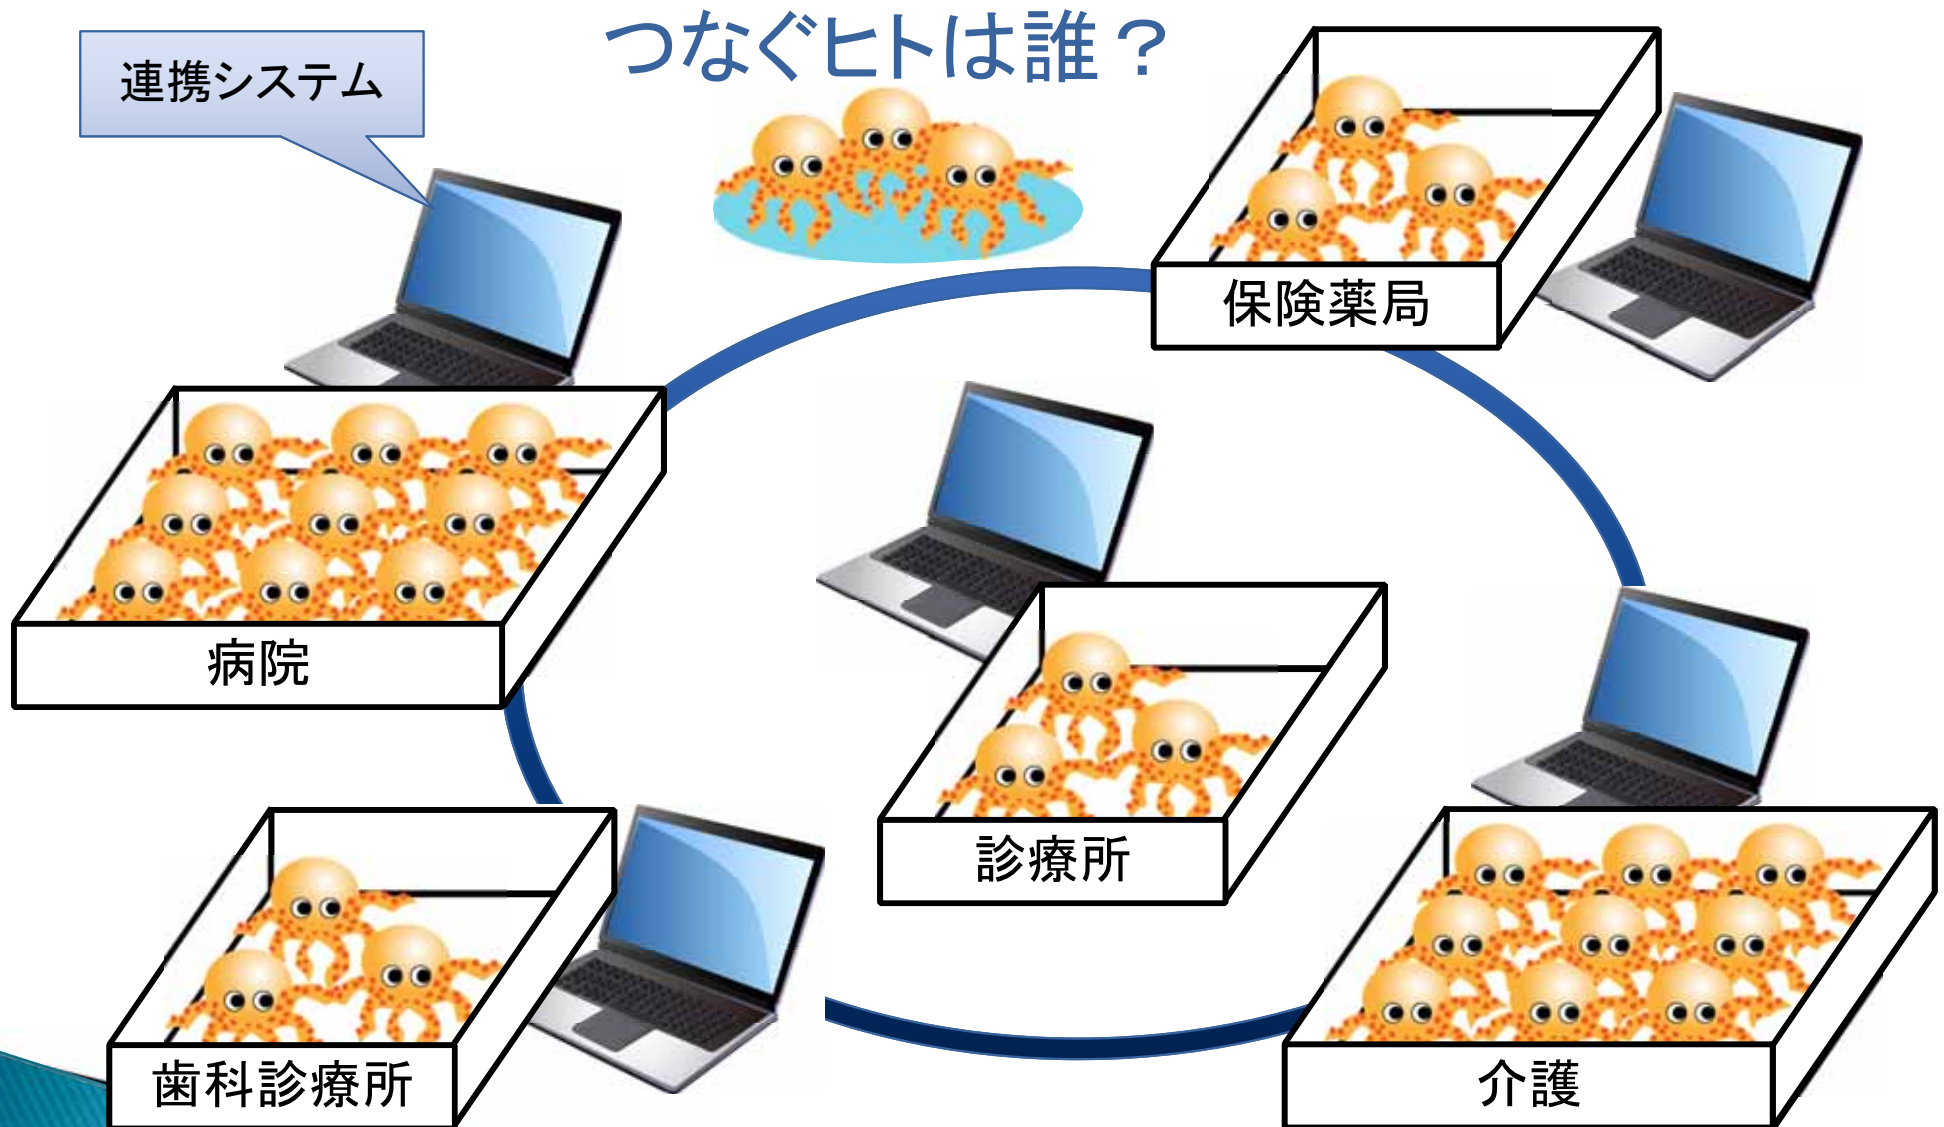 つなぐヒトは誰？
連携システム
保険薬局
病院
診療所
歯科診療所
介護